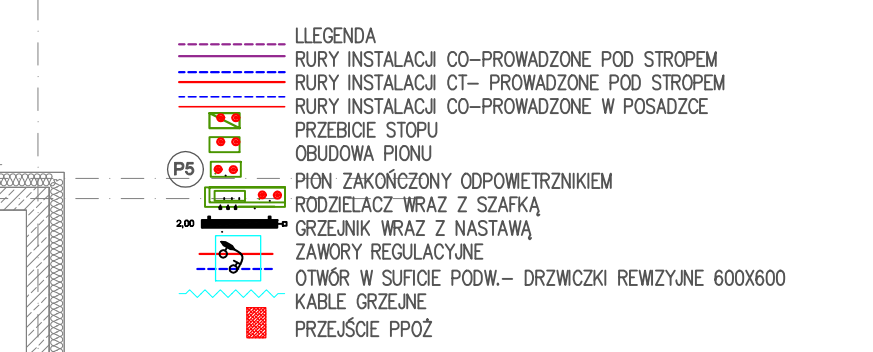 LLEGENDA
RURY INSTALACJI CO-PROWADZONE POD STROPEM
RURY INSTALACJI CT- PROWADZONE POD STROPEM
RURY INSTALACJI CO-PROWADZONE W POSADZCE
PRZEBICIE STOPU
OBUDOWA PIONU
P5
PION ZAKOŃCZONY ODPOWIETRZNIKIEM
RODZIELACZ WRAZ Z SZAFKĄ
2,00 GRZEJNIK WRAZ Z NASTAWĄ
ZAWORY REGULACYJNE
OTWÓR W SUFICIE PODW.- DRZWICZKI REWIZYJNE 600X600
KABLE GRZEJNE
PRZEJŚCIE PPOŻ